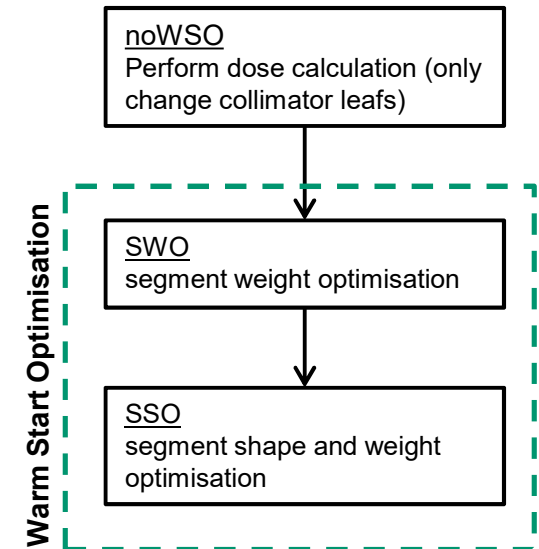 noWSO
Perform dose calculation (only
change collimator leafs)
Warm Start Optimisation
SWO
segment weight optimisation
SSO
segment shape and weight
optimisation